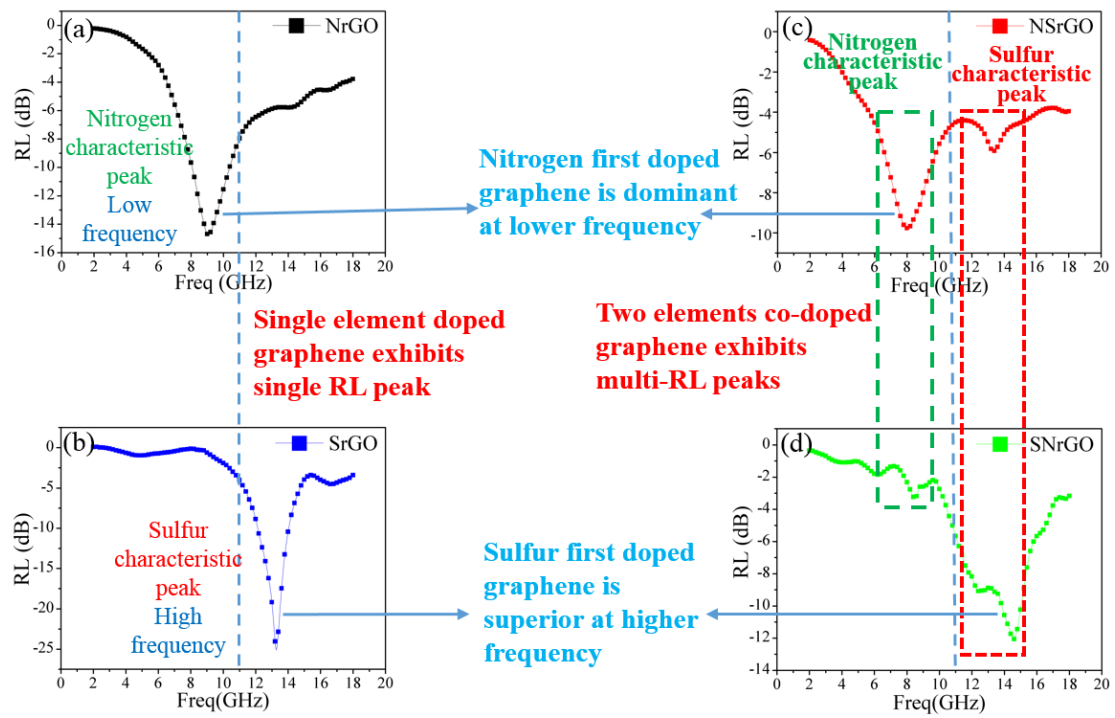 (a)
NrGO
0
-2
-4
-6
-8
-10
-12
-14
-16
RL (dB)
Nitrogen
characteristic
peak
Low
frequency
0 2 4 6 8 10 12 14 16 18 20
Freq (GHz)
(c)
NSrGO
Nitrogen
characteristic
peak
Sulfur
characteristic
peak
0
-2
-4
-6
-8
-10
RL (dB)
0 2 4 6 8 10 12 14 16 18 20
Freq (GHz)
Nitrogen first doped
graphene is dominant
at lower frequency
Single element doped
graphene exhibits
single RL peak
Two elements co-doped
graphene exhibits
multi-RL peaks
(b)
SrGO
0
-5
-10
-15
-20
-25
RL (dB)
Sulfur
characteristic
peak
High
frequency
0 2 4 6 8 10 12 14 16 18 20
Freq(GHz)
Sulfur first doped
graphene is
superior at higher
frequency
(d)
SNrGO
0
-2
-4
-6
-8
-10
-12
-14
RL (dB)
0 2 4 6 8 10 12 14 16 18 20
Freq(GHz)